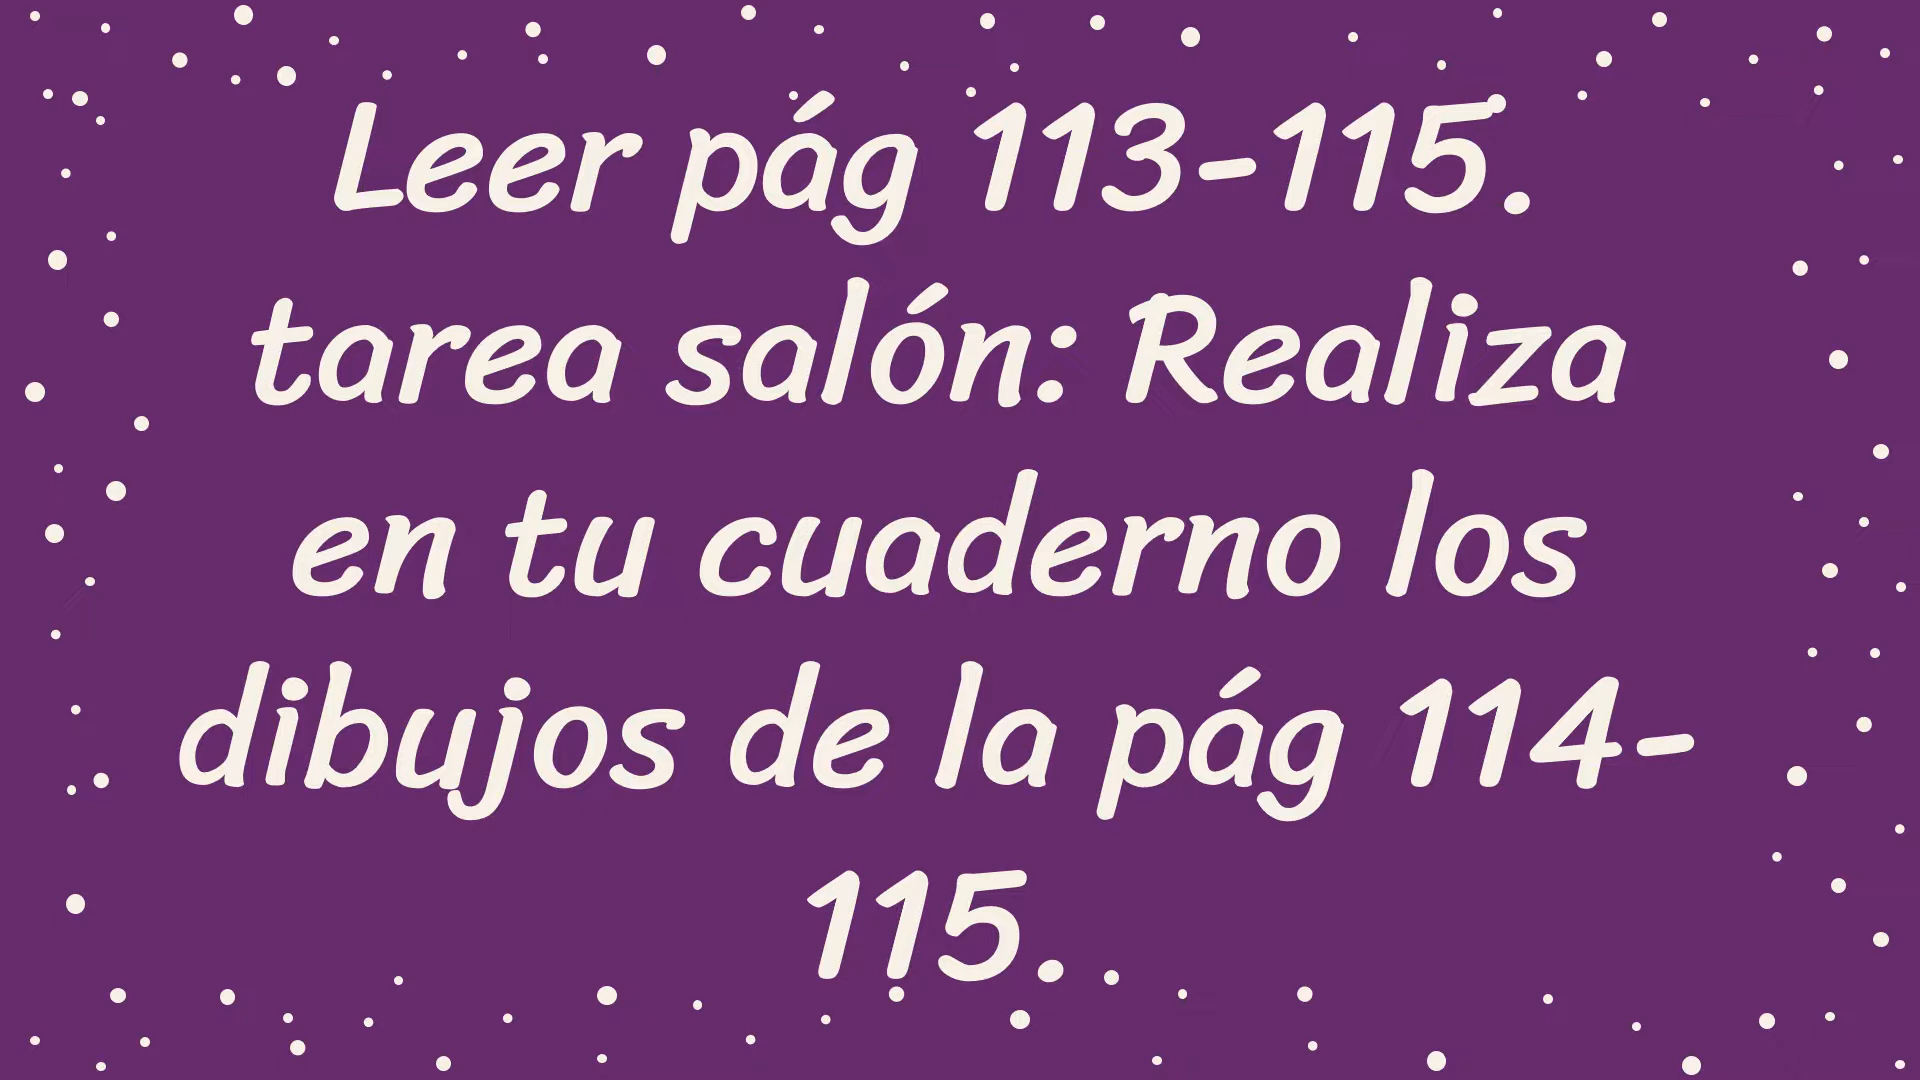 Leer pág 113-115.
tarea salón: Realiza
en tu cuaderno los
dibujos de la pág 114-
115.